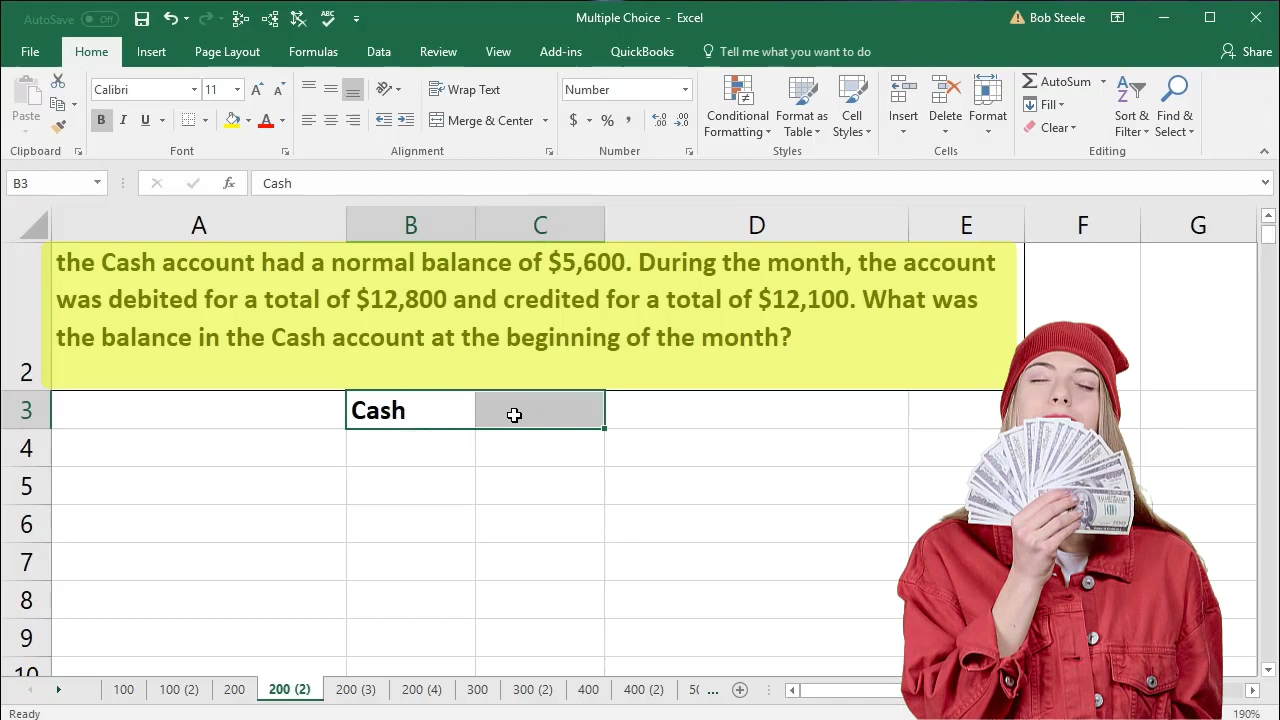 AutoSave Off
Multiple Choice - Excel
Bob Steele
File Home Insert Page Layout Formulas Data Review View Add-ins QuickBooks Tell me what you want to do Share
Paste
Calibri 11
Wrap Text
Number
Conditional Formatting
Format as Table
Cell Styles
Insert
Delete
Format
AutoSum
Fill
Clear
Sort & Filter
Find & Select
B I U A
Merge & Center
$ % ,
Clipboard Font Alignment Number Styles Cells Editing
B3 fx Cash
A B C D E F G
the Cash account had a normal balance of $5,600. During the month, the account
was debited for a total of $12,800 and credited for a total of $12,100. What was
the balance in the Cash account at the beginning of the month?
2
3 Cash
4
5
6
7
8
9
10
100 100 (2) 200 200 (2) 200 (3) 200 (4) 300 300 (2) 400 400 (2) ...
Ready 190%